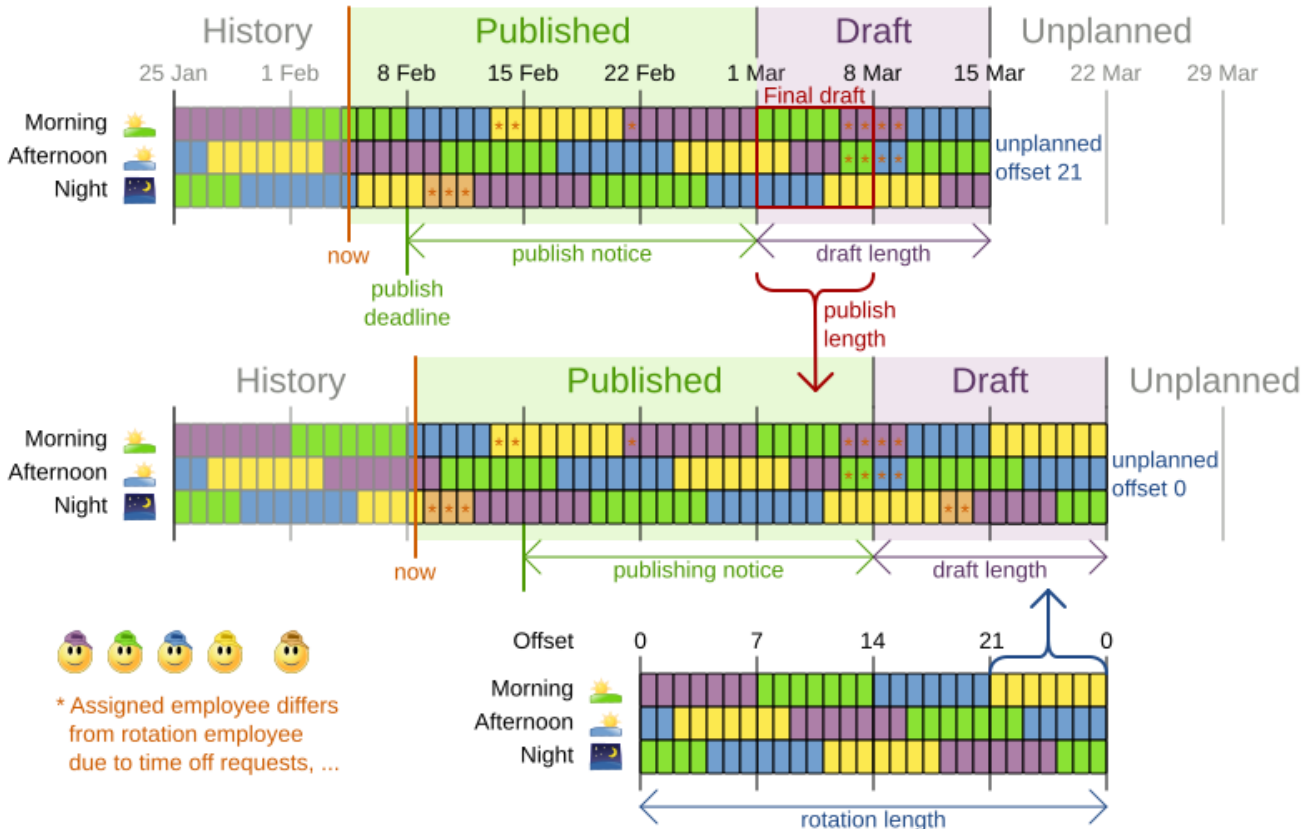 History Published Draft Unplanned
25 Jan 1 Feb 8 Feb 15 Feb 22 Feb 1 Mar 8 Mar 15 Mar 22 Mar 29 Mar
Final draft
Morning ** * ****
Afternoon ****
Night ***
unplanned
offset 21
now
publish notice
draft length
publish
deadline
publish
length
History Published Draft Unplanned
Morning ** * ****
Afternoon ****
Night *** **
unplanned
offset 0
now
publishing notice
draft length
Offset 0 7 14 21 0
Morning
Afternoon
Night
rotation length
* Assigned employee differs
from rotation employee
due to time off requests, ...